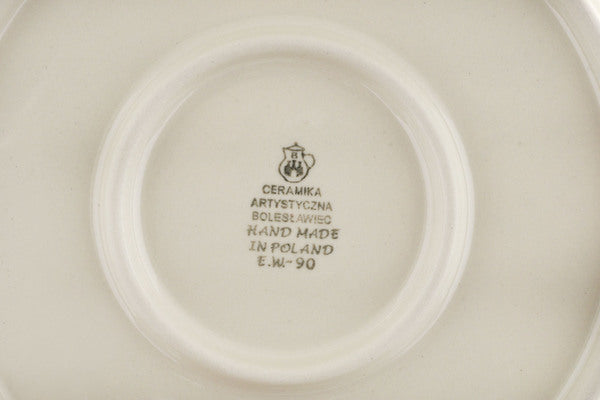 B
CERAMIKA
ARTYSTYCZNA
BOLESŁAWIEC
HAND MADE
IN POLAND
E.W.-90